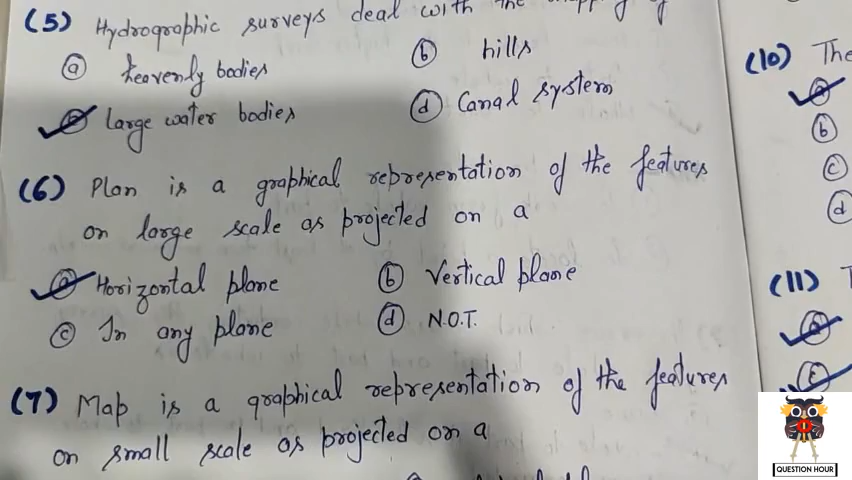 (5) Hydrographic surveys deal with the mapping of
(a) heavenly bodies
(b) hills
(c) Large water bodies
(d) Canal system
(6) Plan is a graphical representation of the features
on large scale as projected on a
(a) Horizontal plane
(b) Vertical plane
(c) In any plane
(d) N.O.T.
(7) Map is a graphical representation of the features
on small scale as projected on a
(10) The
(a)
(b)
(c)
(d)
(11)
QUESTION HOUR